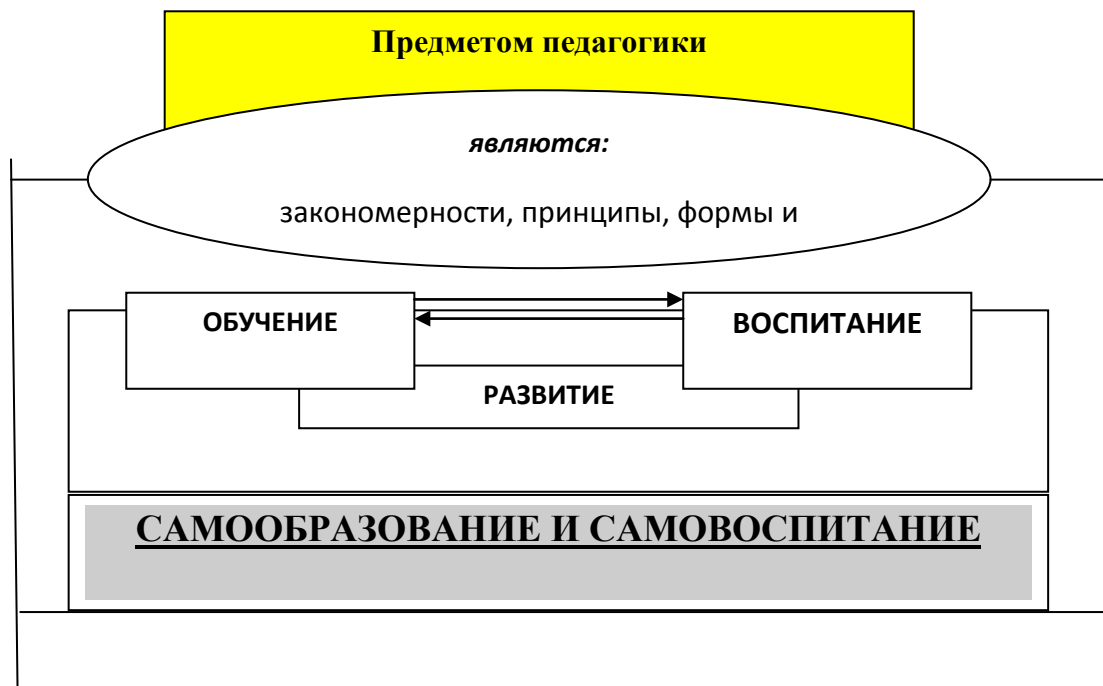 Предметом педагогики
являются:
закономерности, принципы, формы и
ОБУЧЕНИЕ
ВОСПИТАНИЕ
РАЗВИТИЕ
САМООБРАЗОВАНИЕ И САМОВОСПИТАНИЕ